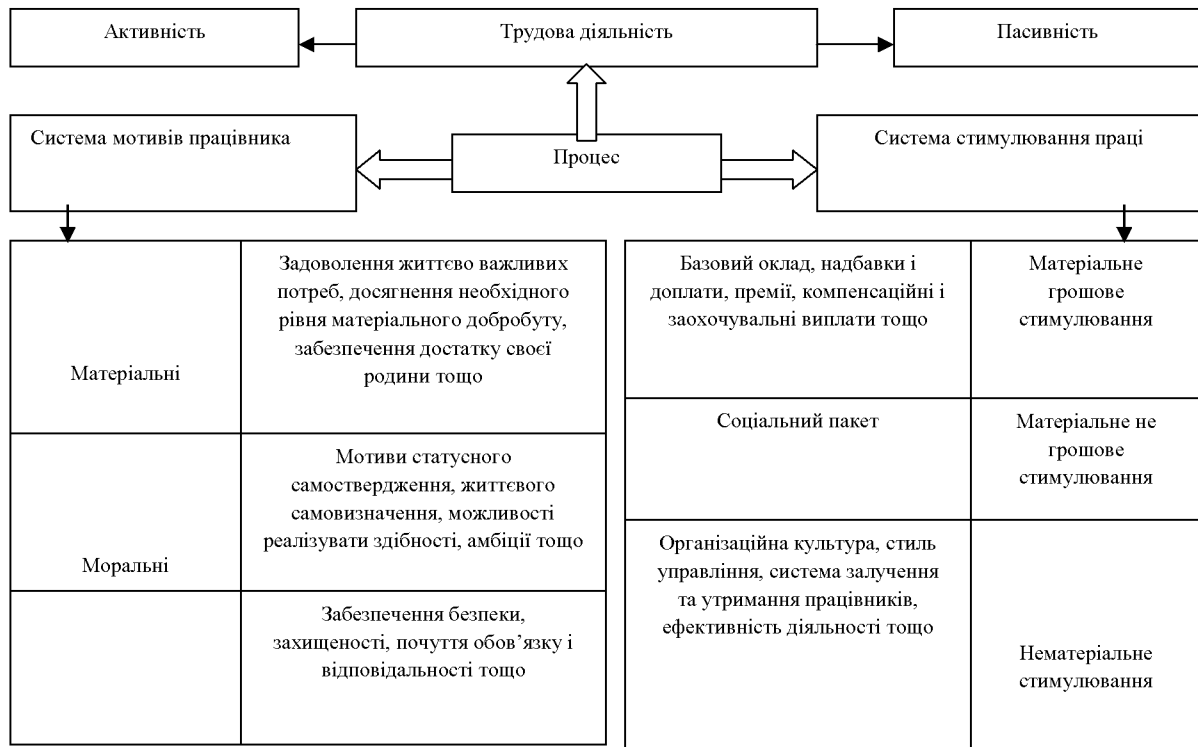 Активність
Трудова діяльність
Пасивність
Система мотивів працівника
Процес
Система стимулювання праці
Матеріальні
Задоволення життєво важливих
потреб, досягнення необхідного
рівня матеріального добробуту,
забезпечення достатку своєї
родини тощо
Моральні
Мотиви статусного
самоствердження, життєвого
самовизначення, можливості
реалізувати здібності, амбіції тощо
Забезпечення безпеки,
захищеності, почуття обов’язку і
відповідальності тощо
Базовий оклад, надбавки і
доплати, премії, компенсаційні і
заохочувальні виплати тощо
Матеріальне
грошове
стимулювання
Соціальний пакет
Матеріальне не
грошове
стимулювання
Організаційна культура, стиль
управління, система залучення
та утримання працівників,
ефективність діяльності тощо
Нематеріальне
стимулювання